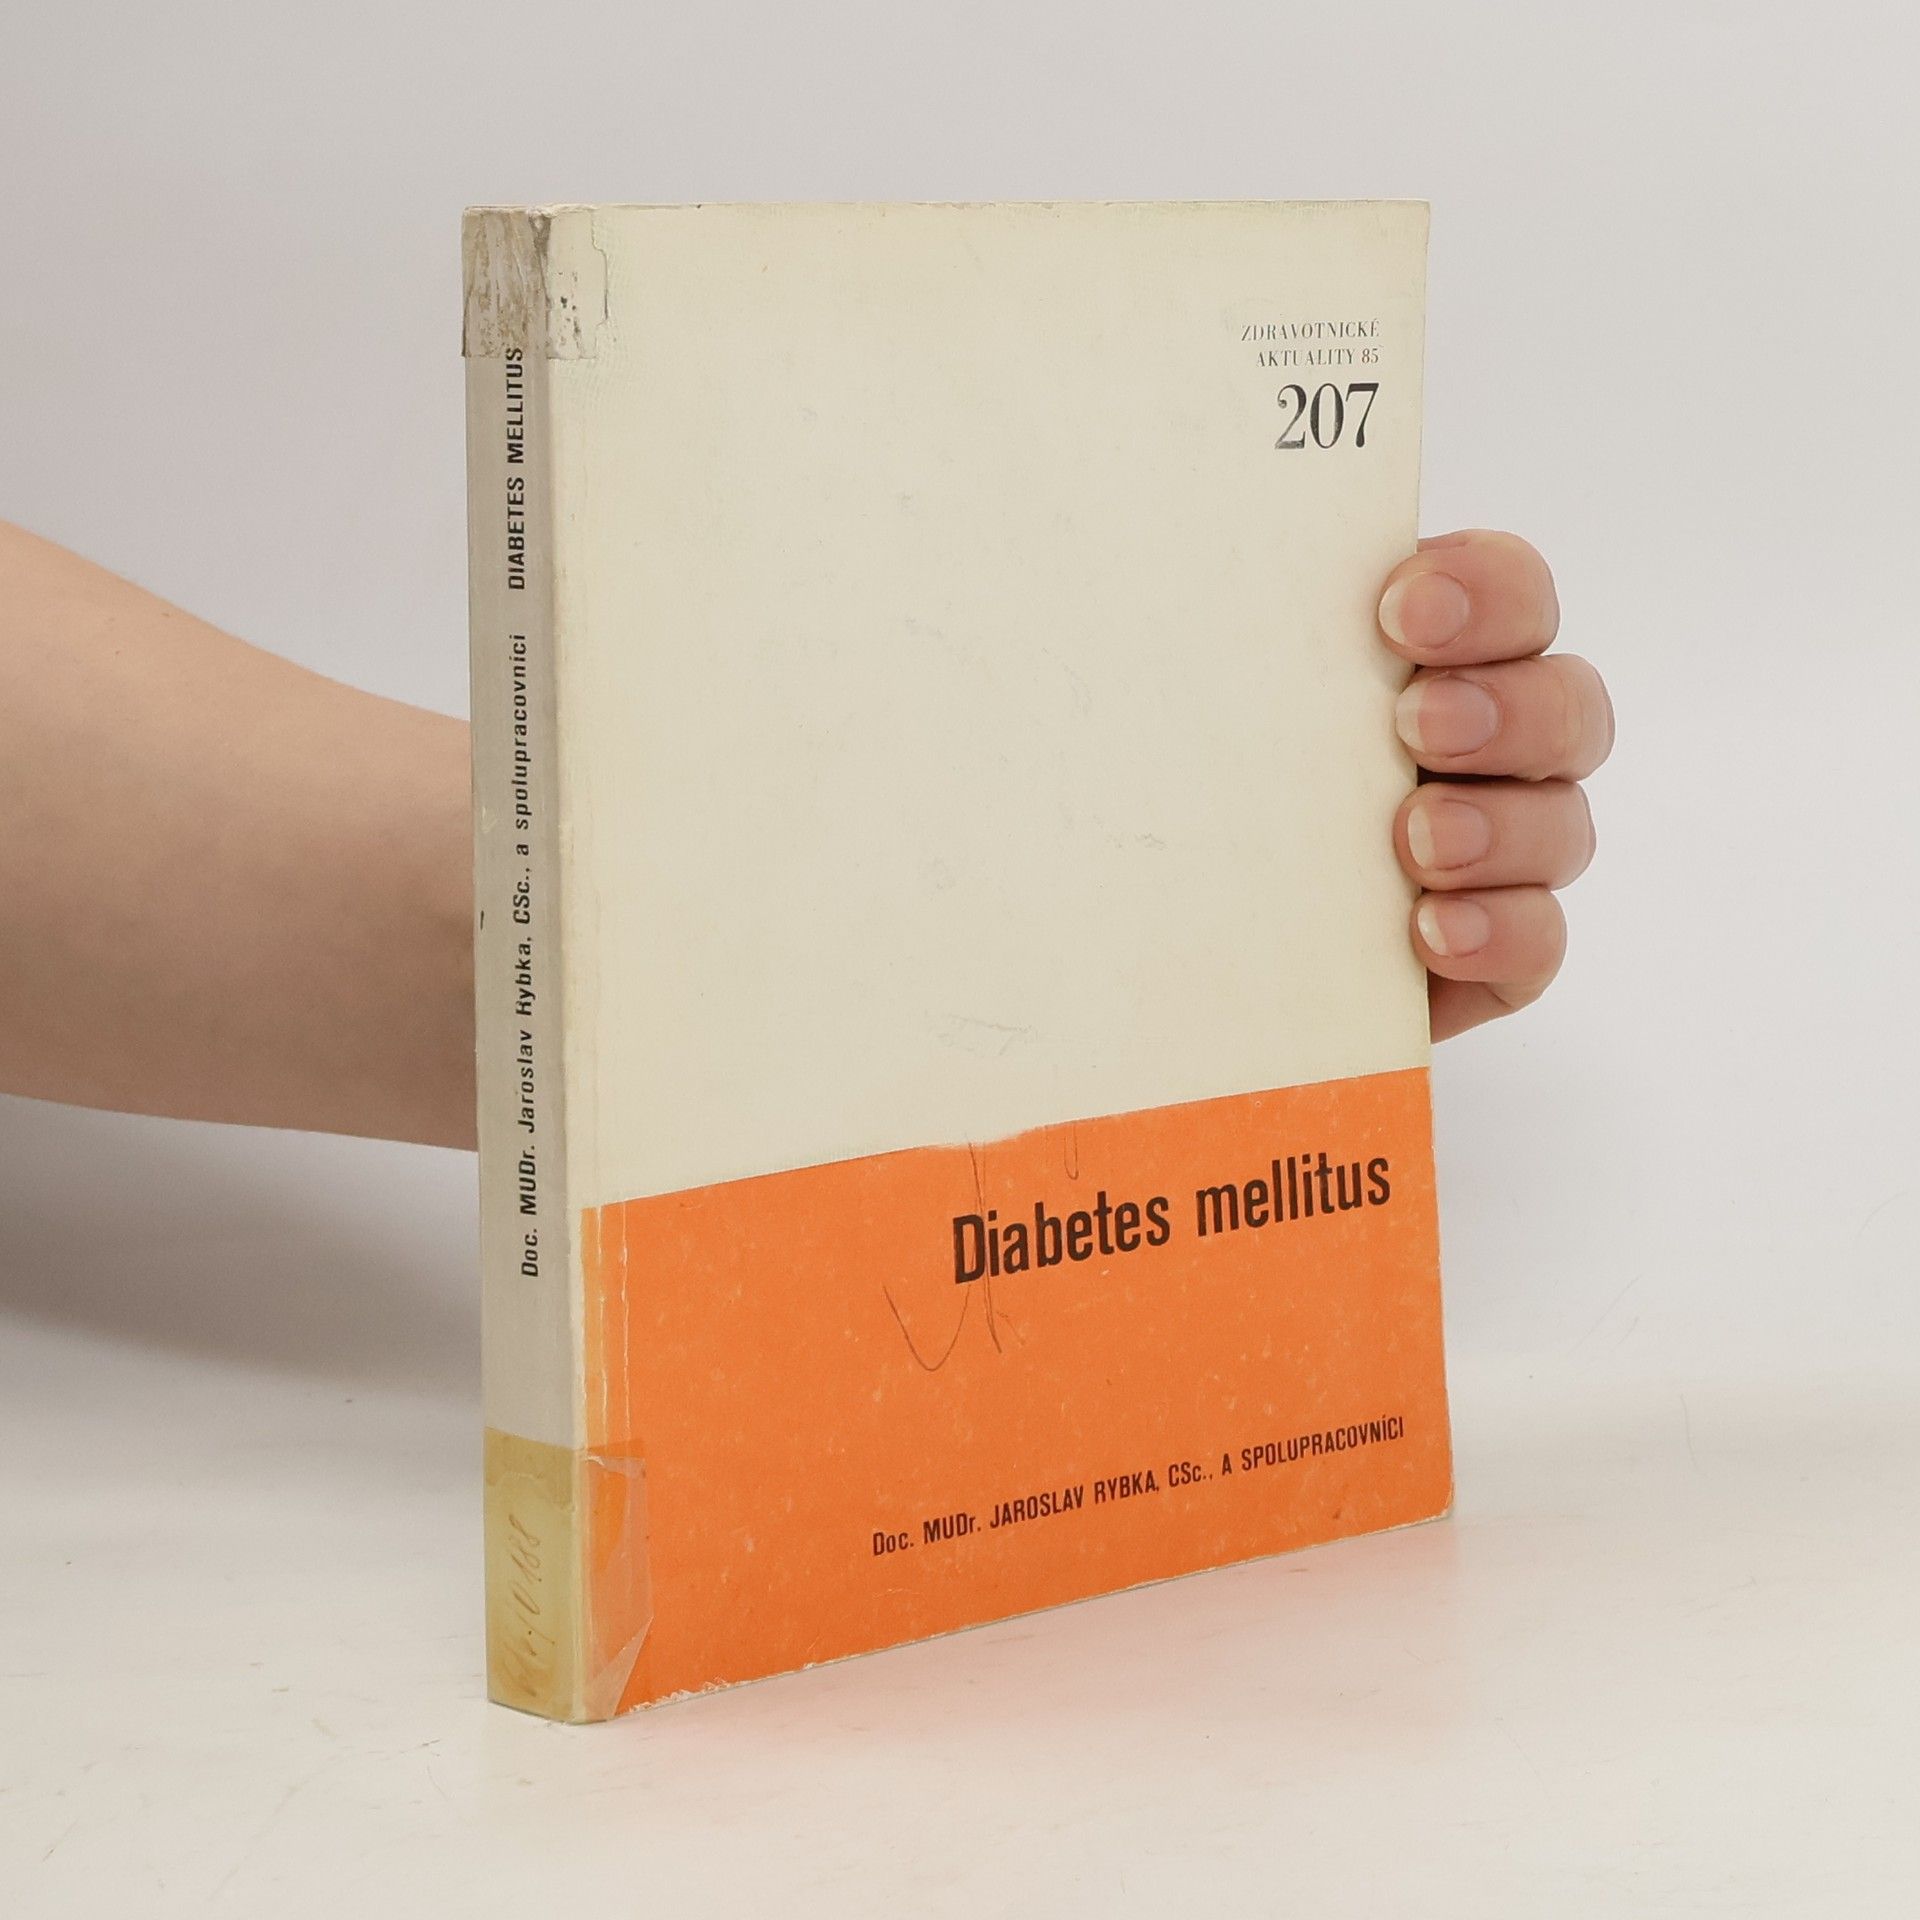 DIABETES MELLITUS
Doc. MUDr. Jaroslav Rybka, CSc., a spolupracovníci
ZDRAVOTNICKÉ
AKTUALITY 85
207
Diabetes mellitus
Doc. MUDr. JAROSLAV RYBKA, CSc., A SPOLUPRACOVNÍCI